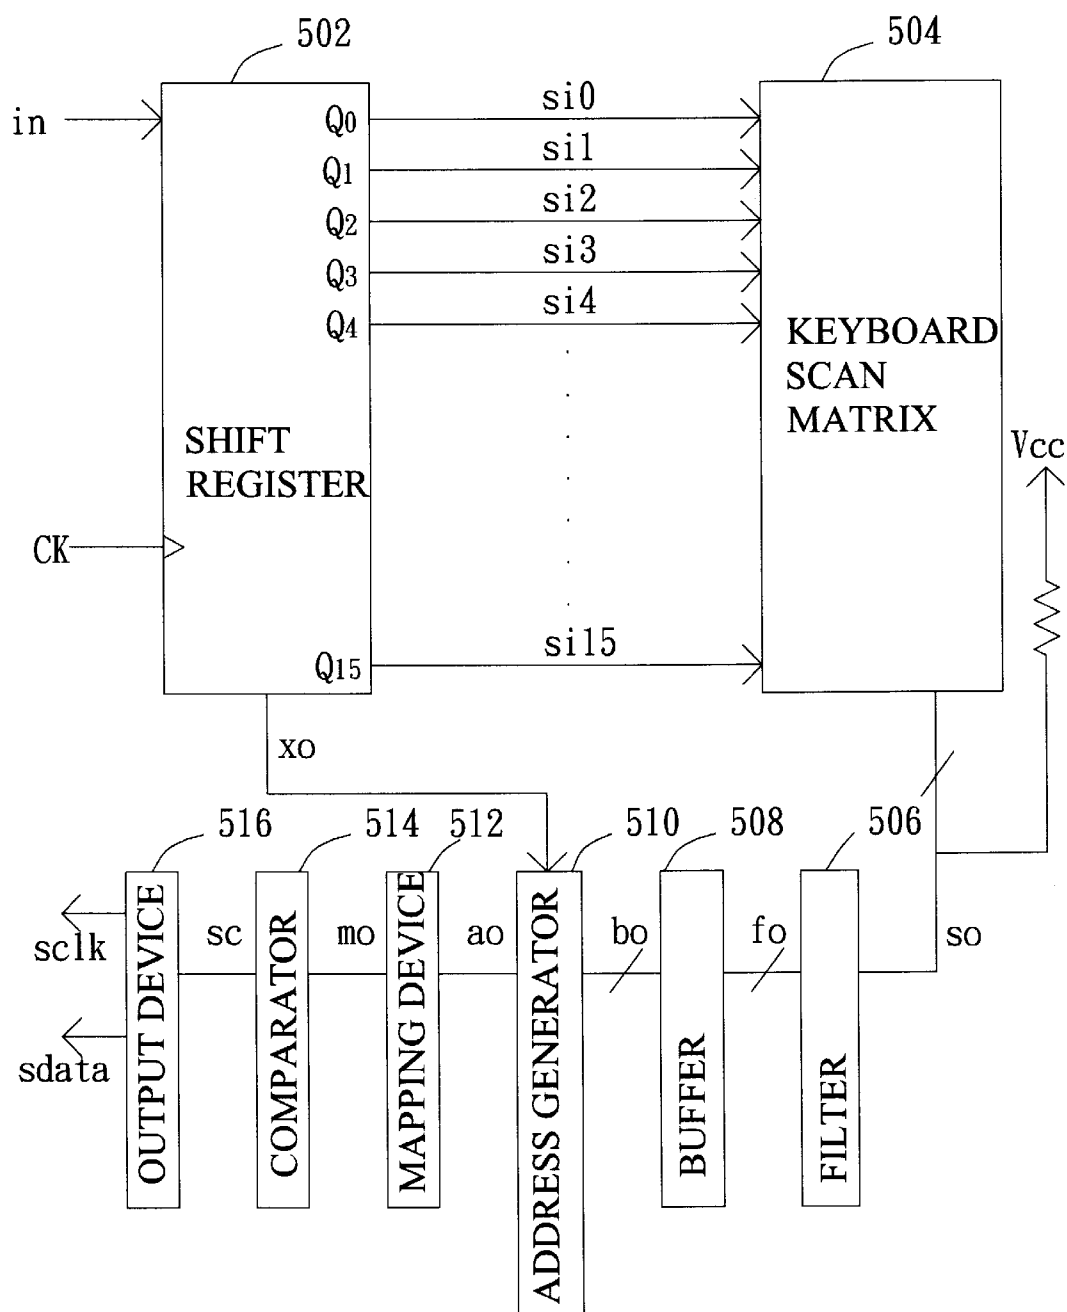 502
504
in
Q0
si0
Q1
si1
Q2
si2
Q3
si3
Q4
si4
KEYBOARD
SCAN
MATRIX
SHIFT
REGISTER
Vcc
CK
Q15
si15
xo
516
514
512
510
508
506
sclk
sdata
OUTPUT DEVICE
sc
COMPARATOR
mo
MAPPING DEVICE
ao
ADDRESS GENERATOR
bo
BUFFER
fo
FILTER
so